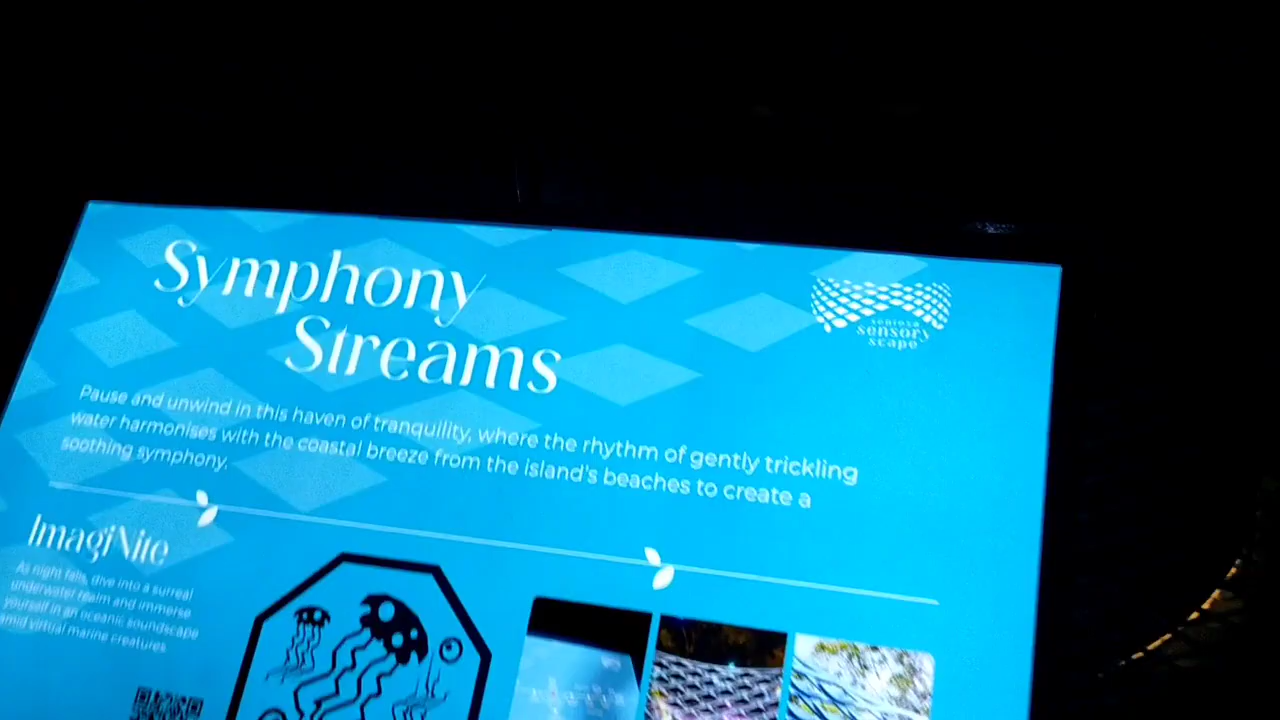 Symphony
Streams
sentosa
sensory
scape
Pause and unwind in this haven of tranquility, where the rhythm of gently trickling
water harmonises with the coastal breeze from the island's beaches to create a
soothing symphony.
ImagiNite
As night falls, dive into a surreal
underwater realm and immerse
yourself in an oceanic soundscape
amid virtual marine creatures